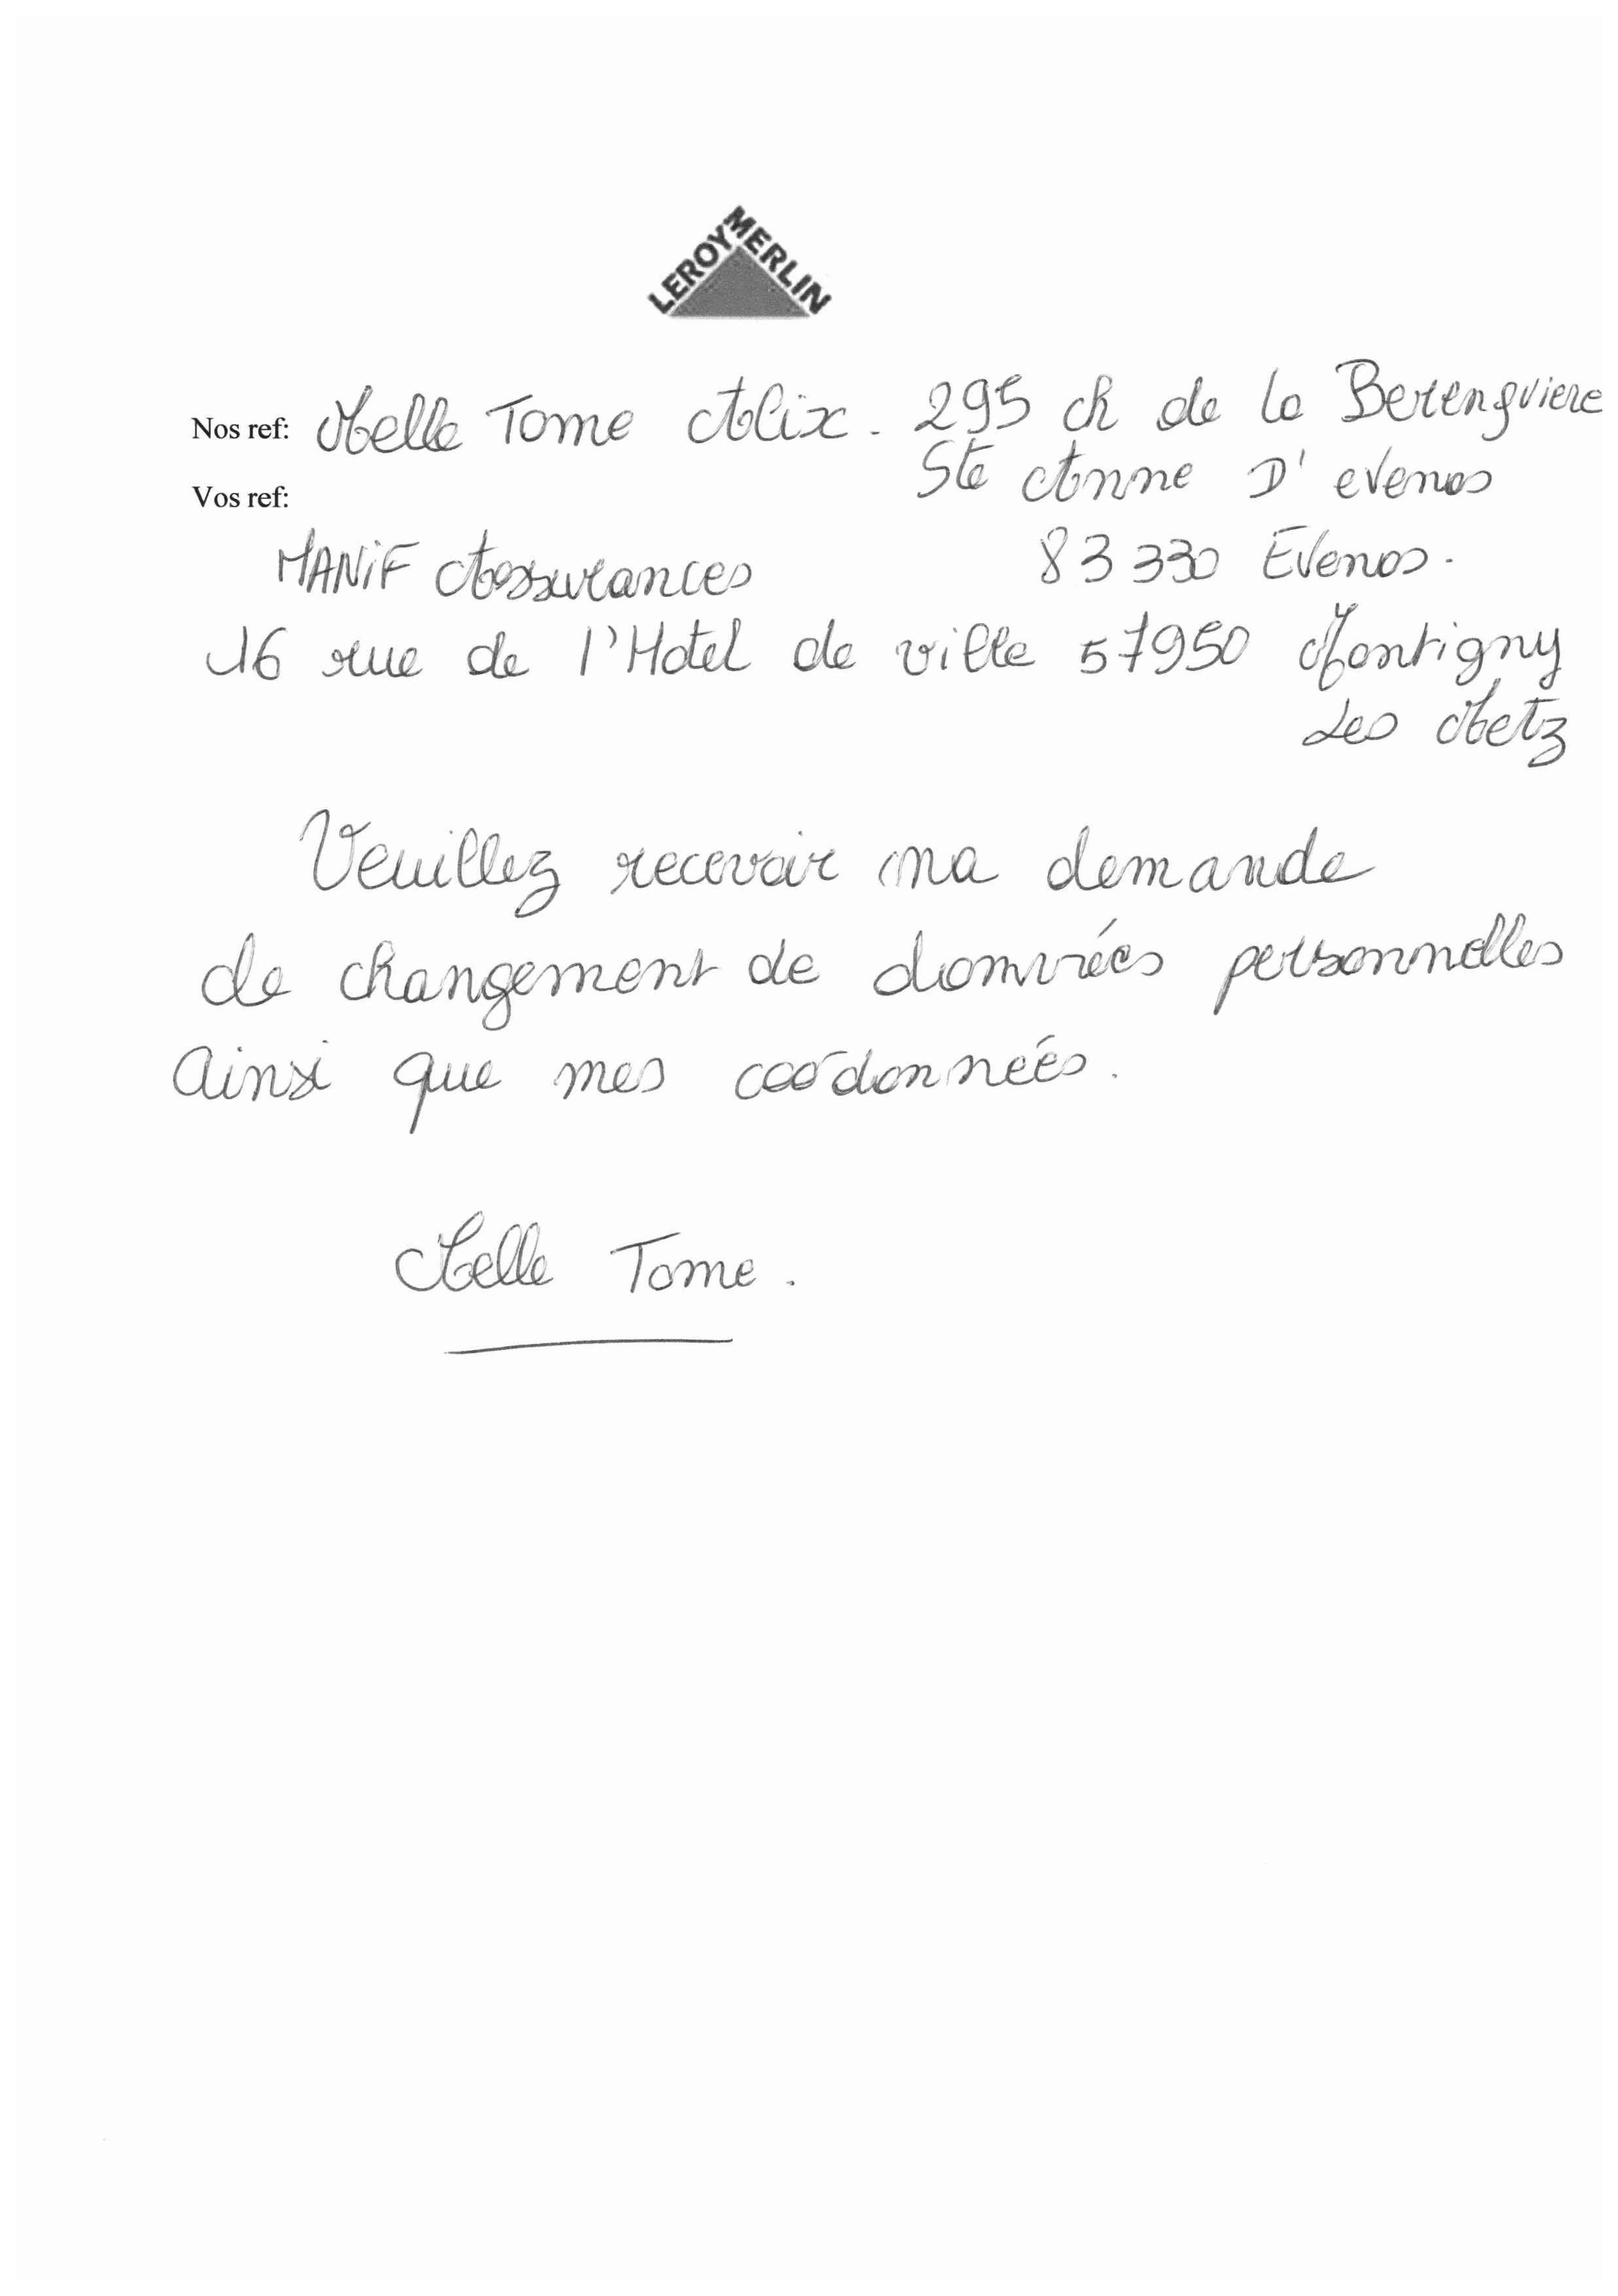 LEROY MERLIN
Nos ref: Melle Tome Alix. 295 ch de la Berenguiere
Ste Anne D' evenos
Vos ref:
MANiF Assurances 83 330 Evenos.
16 rue de l'Hotel de ville 57950 Montigny
Les Metz
Veuillez recevoir ma demande
de changement de données personnelles
Ainsi que mes coordonnées.
Melle Tome.